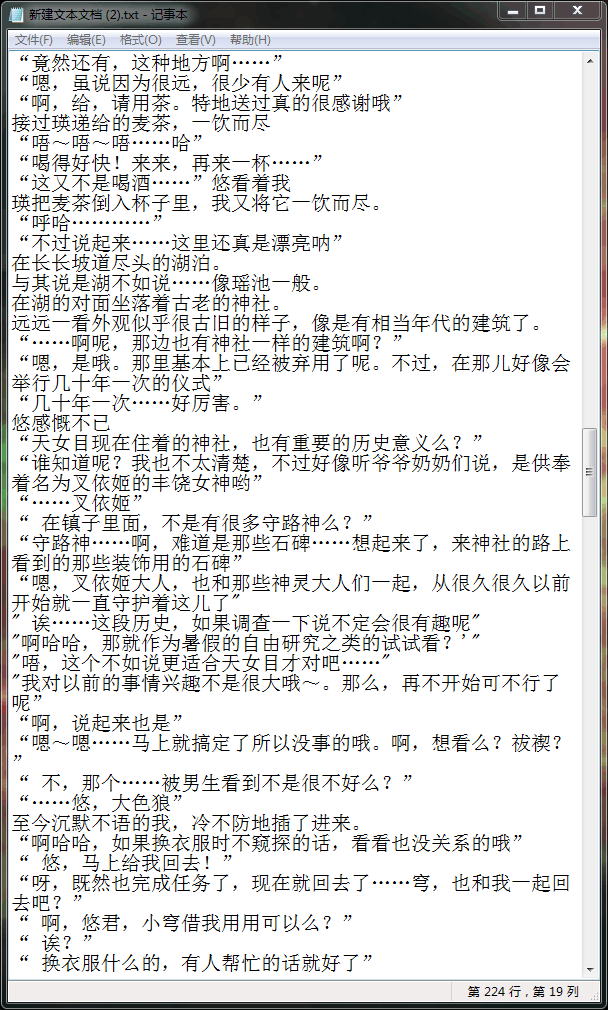 新建文本文档 (2).txt - 记事本
文件(F) 编辑(E) 格式(O) 查看(V) 帮助(H)
“竟然还有，这种地方啊……”
“嗯，虽说因为很远，很少有人来呢”
“啊，给，请用茶。特地送过真的很感谢哦”
接过瑛递给的麦茶，一饮而尽
“唔～唔～唔……哈”
“喝得好快！来来，再来一杯……”
“这又不是喝酒……”悠看着我
瑛把麦茶倒入杯子里，我又将它一饮而尽。
“呼哈…………”
“不过说起来……这里还真是漂亮呐”
在长长坡道尽头的湖泊。
与其说是湖不如说……像瑶池一般。
在湖的对面坐落着古老的神社。
远远一看外观似乎很古旧的样子，像是有相当年代的建筑了。
“……啊呢，那边也有神社一样的建筑啊？”
“嗯，是哦。那里基本上已经被弃用了呢。不过，在那儿好像会
举行几十年一次的仪式”
“几十年一次……好厉害。”
悠感慨不已
“天女目现在住着的神社，也有重要的历史意义么？”
“谁知道呢？我也不太清楚，不过好像听爷爷奶奶们说，是供奉
着名为叉依姬的丰饶女神哟”
“……叉依姬”
“ 在镇子里面，不是有很多守路神么？”
“守路神……啊，难道是那些石碑……想起来了，来神社的路上
看到的那些装饰用的石碑”
“嗯，叉依姬大人，也和那些神灵大人们一起，从很久很久以前
开始就一直守护着这儿了"
" 诶……这段历史，如果调查一下说不定会很有趣呢"
"啊哈哈，那就作为暑假的自由研究之类的试试看？'"
"唔，这个不如说更适合天女目才对吧……"
"我对以前的事情兴趣不是很大哦～。那么，再不开始可不行了
呢”
“啊，说起来也是”
“嗯～嗯……马上就搞定了所以没事的哦。啊，想看么？祓禊？
”
“ 不，那个……被男生看到不是很不好么？”
“……悠，大色狼”
至今沉默不语的我，冷不防地插了进来。
“啊哈哈，如果换衣服时不窥探的话，看看也没关系的哦”
“ 悠，马上给我回去！”
“呀，既然也完成任务了，现在就回去了……穹，也和我一起回
去吧？”
“ 啊，悠君，小穹借我用用可以么？”
“ 诶？”
“ 换衣服什么的，有人帮忙的话就好了”
第 224 行，第 19 列